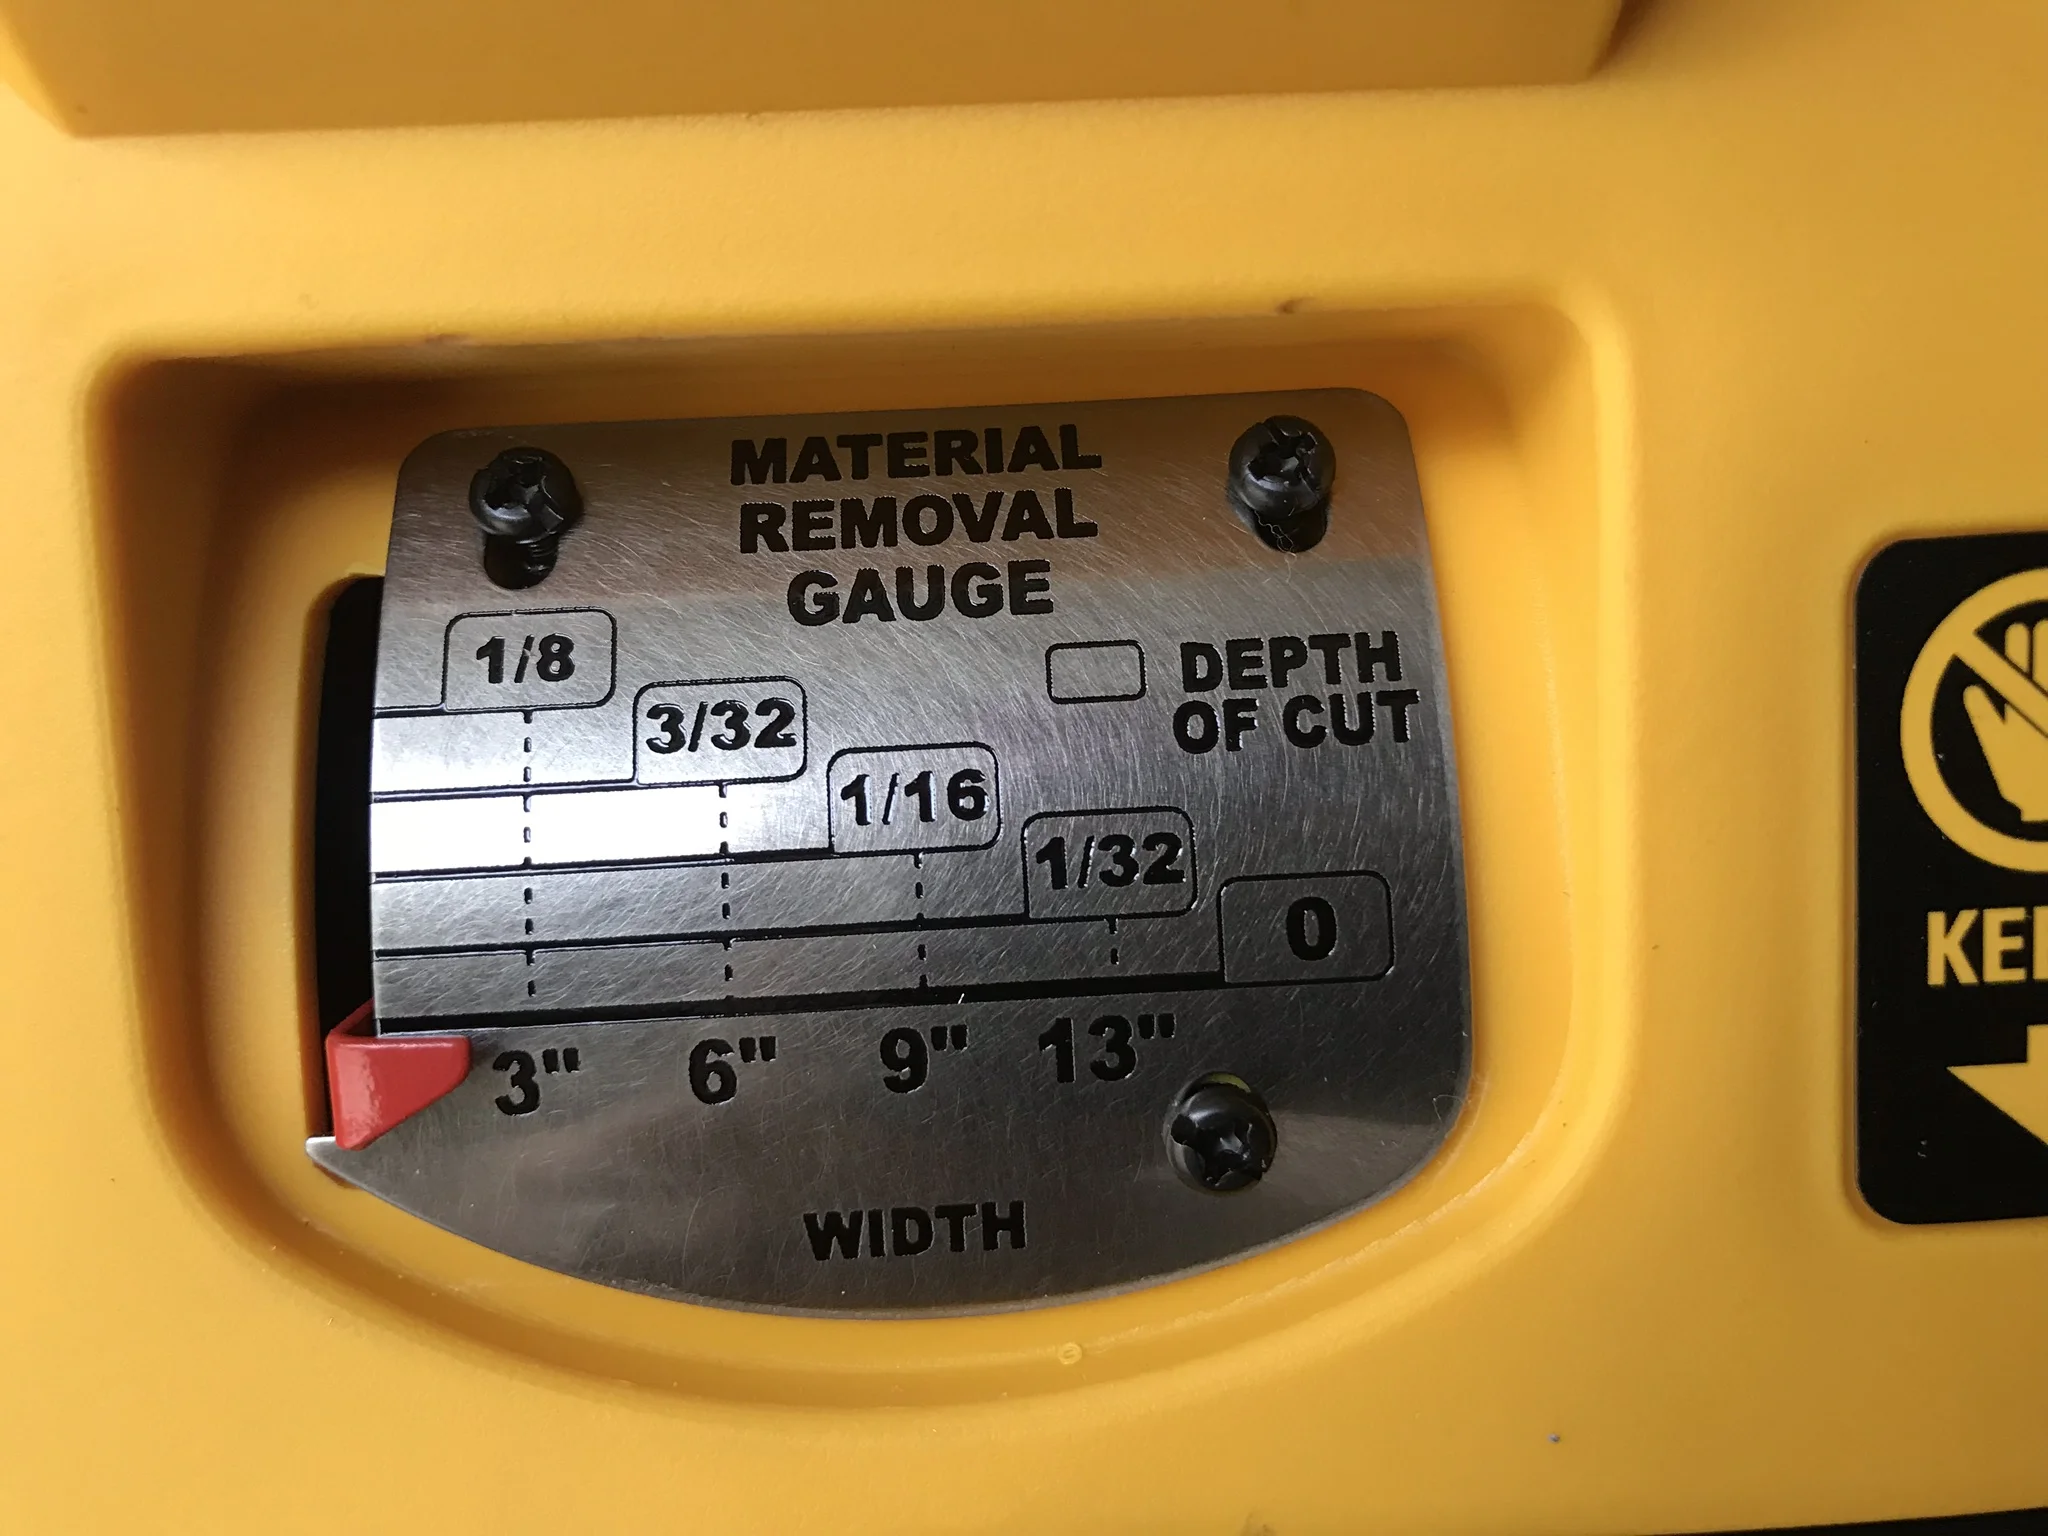 MATERIAL
REMOVAL
GAUGE
DEPTH
OF CUT
1/8
3/32
1/16
1/32
0
3" 6" 9" 13"
WIDTH